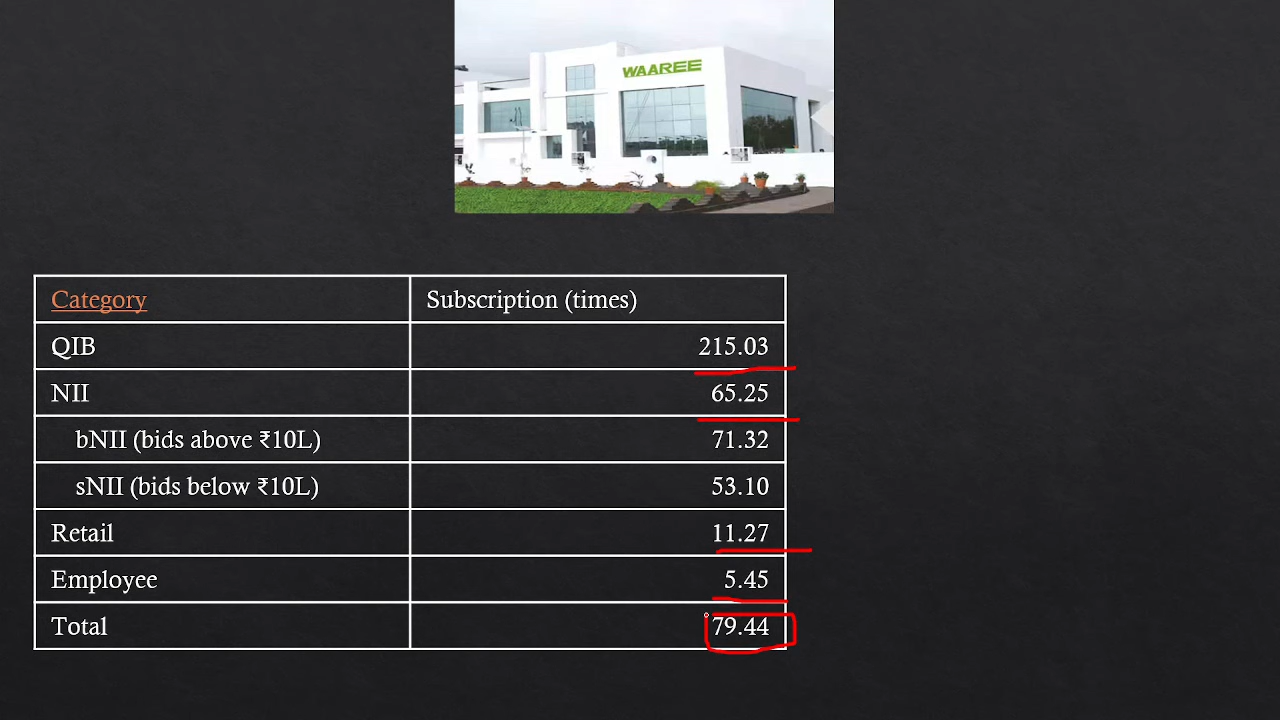 WAAREE
Category Subscription (times)
QIB 215.03
NII 65.25
bNII (bids above ₹10L) 71.32
sNII (bids below ₹10L) 53.10
Retail 11.27
Employee 5.45
Total 79.44